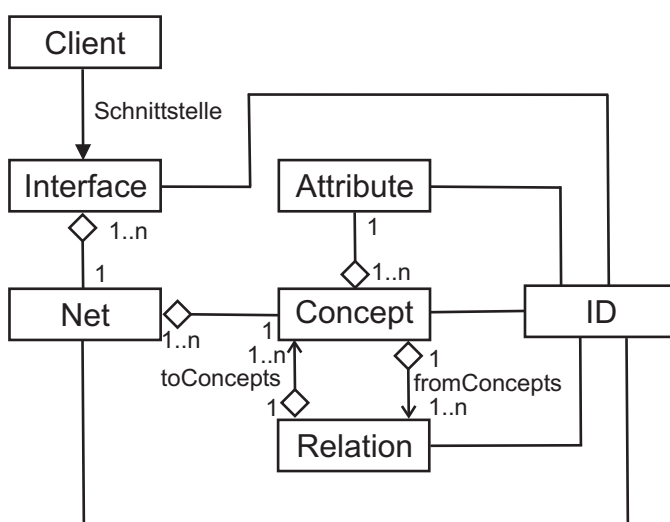 Client
Schnittstelle
Interface
Attribute
1..n
1
1
1..n
Net
Concept
ID
1..n
1
1..n
1
toConcepts
fromConcepts
1
1..n
Relation